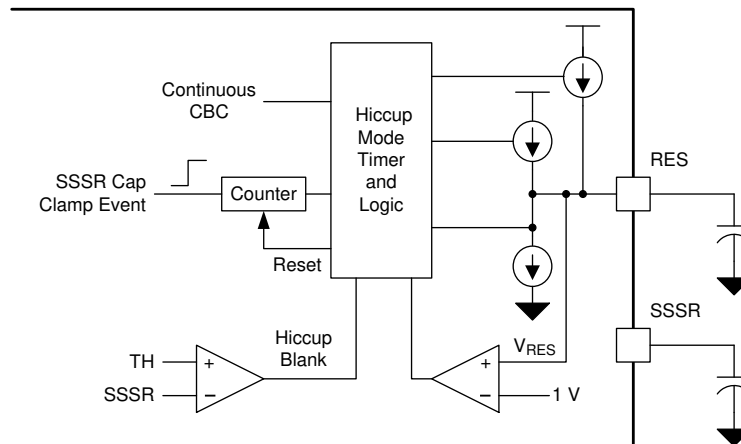 Continuous
CBC
Hiccup
Mode
Timer
and
Logic
RES
SSSR Cap
Clamp Event
Counter
Reset
SSSR
Hiccup
Blank
TH
+
SSSR
−
VRES
+
−
1 V